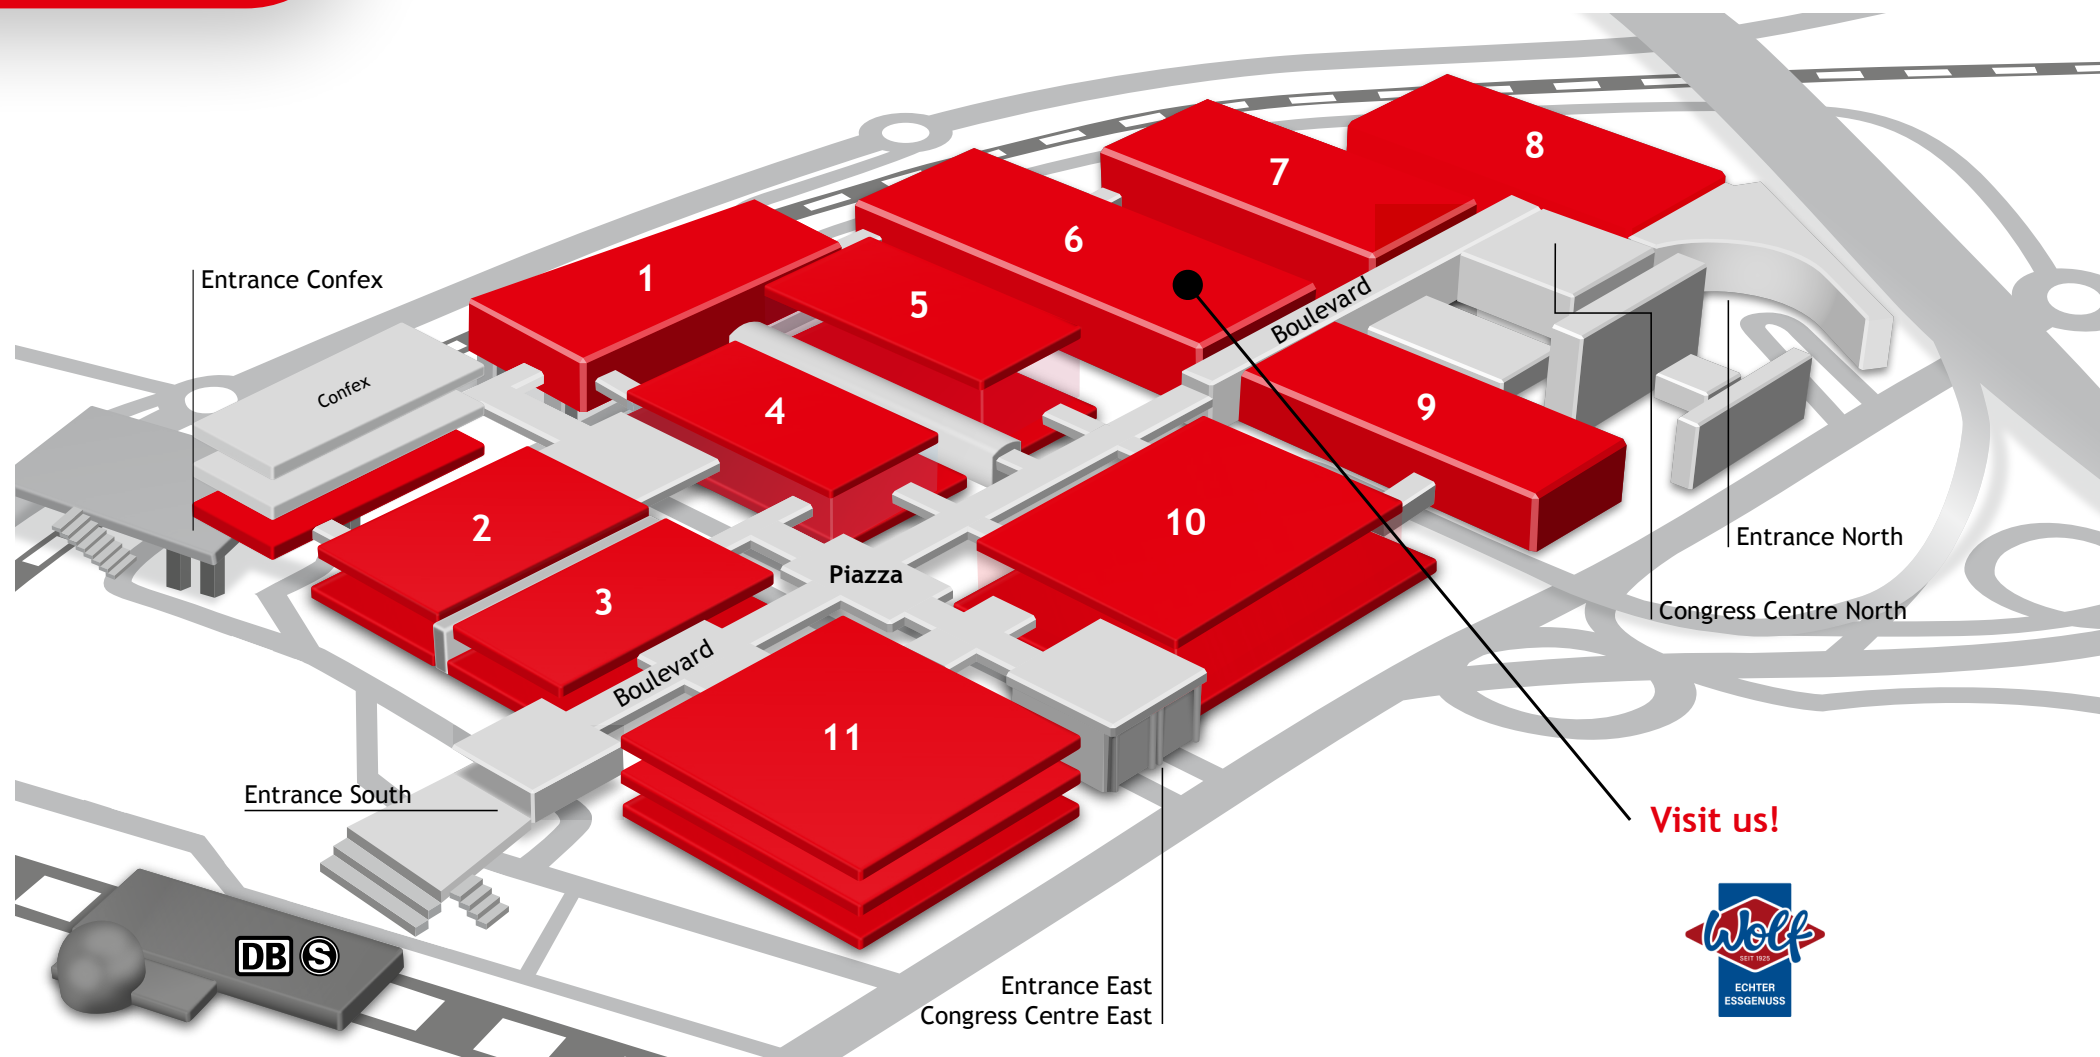 8
7
6
1
Entrance Confex
5
Boulevard
Confex
4
9
2
10
Entrance North
Piazza
3
Congress Centre North
Boulevard
11
Entrance South
Visit us!
Wolf
SEIT 1925
DB S
ECHTER
ESSGENUSS
Entrance East
Congress Centre East